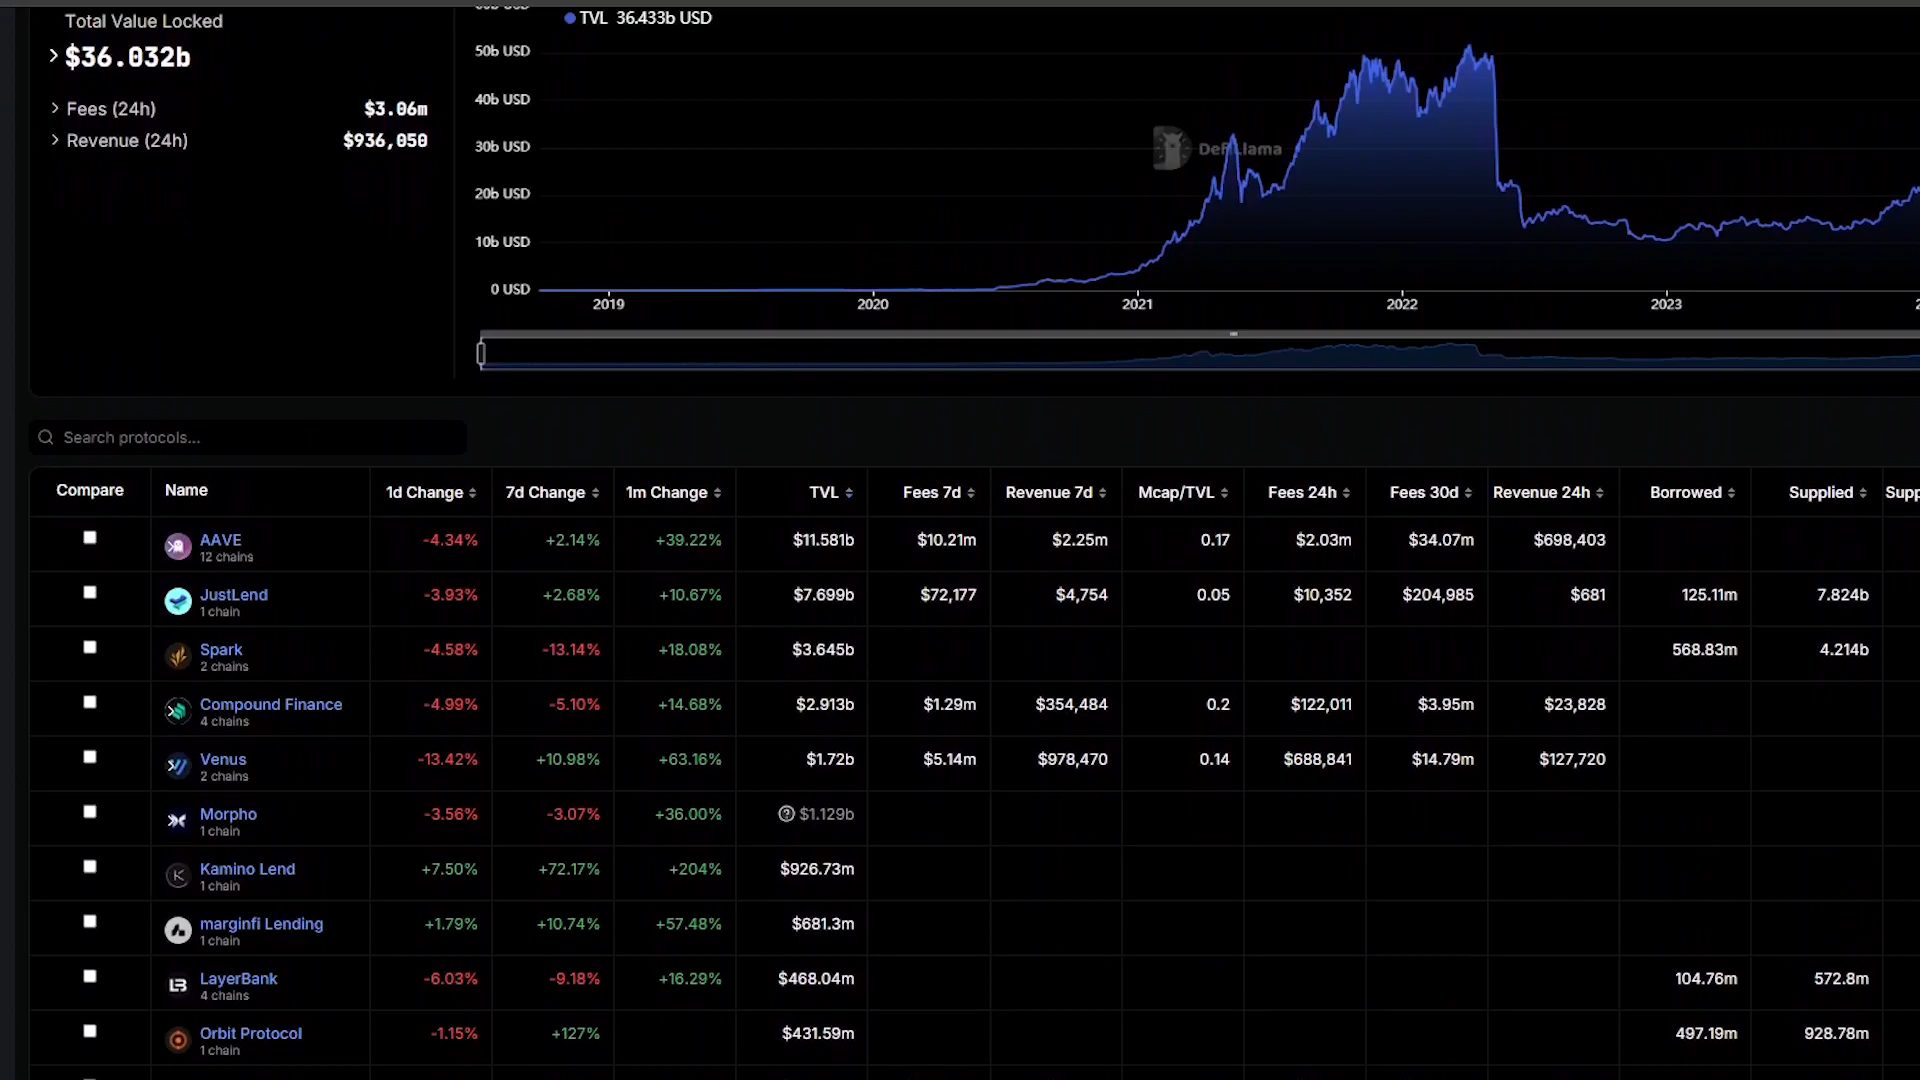 Total Value Locked
$36.032b
Fees (24h) $3.06m
Revenue (24h) $936,050
TVL 36.433b USD
50b USD
40b USD
30b USD
20b USD
10b USD
0 USD
DefiLlama
2019 2020 2021 2022 2023
Search protocols...
Compare Name 1d Change 7d Change 1m Change TVL Fees 7d Revenue 7d Mcap/TVL Fees 24h Fees 30d Revenue 24h Borrowed Supplied Supp
AAVE -4.34% +2.14% +39.22% $11.581b $10.21m $2.25m 0.17 $2.03m $34.07m $698,403
12 chains
JustLend -3.93% +2.68% +10.67% $7.699b $72,177 $4,754 0.05 $10,352 $204,985 $681 125.11m 7.824b
1 chain
Spark -4.58% -13.14% +18.08% $3.645b 568.83m 4.214b
2 chains
Compound Finance -4.99% -5.10% +14.68% $2.913b $1.29m $354,484 0.2 $122,011 $3.95m $23,828
4 chains
Venus -13.42% +10.98% +63.16% $1.72b $5.14m $978,470 0.14 $688,841 $14.79m $127,720
2 chains
Morpho -3.56% -3.07% +36.00% $1.129b
1 chain
Kamino Lend +7.50% +72.17% +204% $926.73m
1 chain
marginfi Lending +1.79% +10.74% +57.48% $681.3m
1 chain
LayerBank -6.03% -9.18% +16.29% $468.04m 104.76m 572.8m
4 chains
Orbit Protocol -1.15% +127% $431.59m 497.19m 928.78m
1 chain